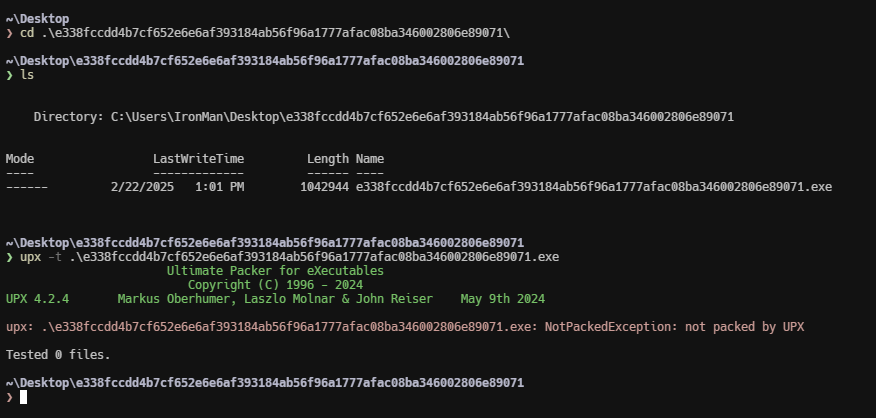 ~\Desktop
❯ cd .\e338fccdd4b7cf652e6e6af393184ab56f96a1777afac08ba346002806e89071\
~\Desktop\e338fccdd4b7cf652e6e6af393184ab56f96a1777afac08ba346002806e89071
❯ ls
Directory: C:\Users\IronMan\Desktop\e338fccdd4b7cf652e6e6af393184ab56f96a1777afac08ba346002806e89071
Mode                 LastWriteTime         Length Name
----                 -------------         ------ ----
------         2/22/2025   1:01 PM        1042944 e338fccdd4b7cf652e6e6af393184ab56f96a1777afac08ba346002806e89071.exe
~\Desktop\e338fccdd4b7cf652e6e6af393184ab56f96a1777afac08ba346002806e89071
❯ upx -t .\e338fccdd4b7cf652e6e6af393184ab56f96a1777afac08ba346002806e89071.exe
Ultimate Packer for eXecutables
Copyright (C) 1996 - 2024
UPX 4.2.4       Markus Oberhumer, Laszlo Molnar & John Reiser    May 9th 2024
upx: .\e338fccdd4b7cf652e6e6af393184ab56f96a1777afac08ba346002806e89071.exe: NotPackedException: not packed by UPX
Tested 0 files.
~\Desktop\e338fccdd4b7cf652e6e6af393184ab56f96a1777afac08ba346002806e89071
❯